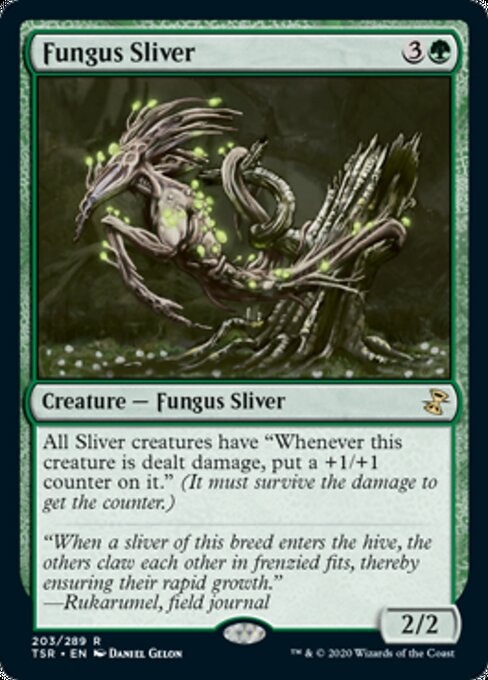 Fungus Sliver 3
Creature — Fungus Sliver
All Sliver creatures have “Whenever this
creature is dealt damage, put a +1/+1
counter on it.” (It must survive the damage to
get the counter.)
“When a sliver of this breed enters the hive, the
others claw each other in frenzied fits, thereby
ensuring their rapid growth.”
—Rukarumel, field journal
2/2
203/289 R
TSR • EN Daniel Gelon
™ & © 2020 Wizards of the Coast